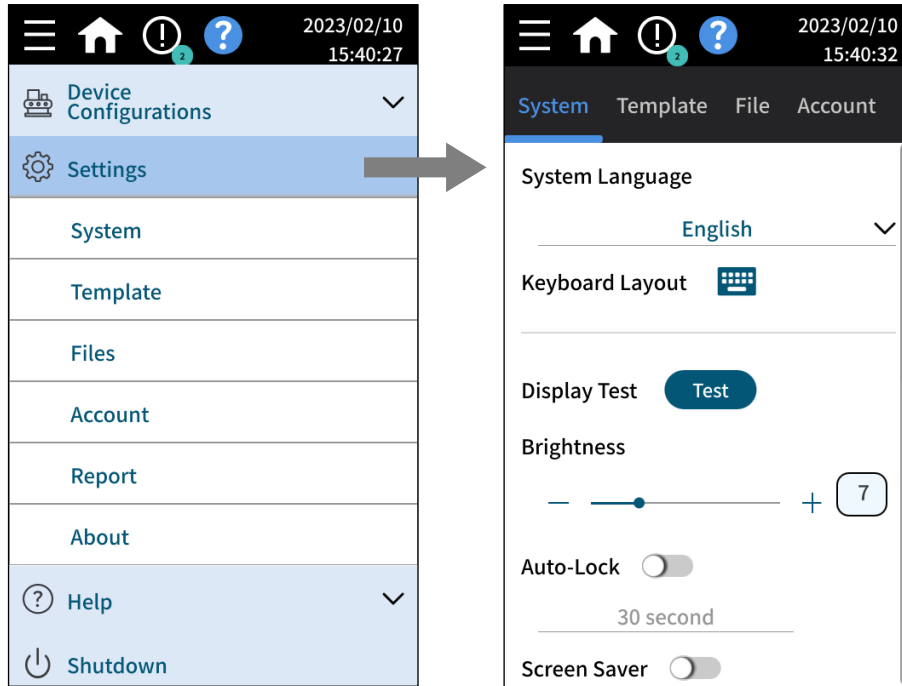 2023/02/10
15:40:27
2
?
Device
Configurations
Settings
System
Template
Files
Account
Report
About
? Help
Shutdown
2023/02/10
15:40:32
2
?
System Template File Account
System Language
English
Keyboard Layout
Display Test Test
Brightness
7
Auto-Lock
30 second
Screen Saver